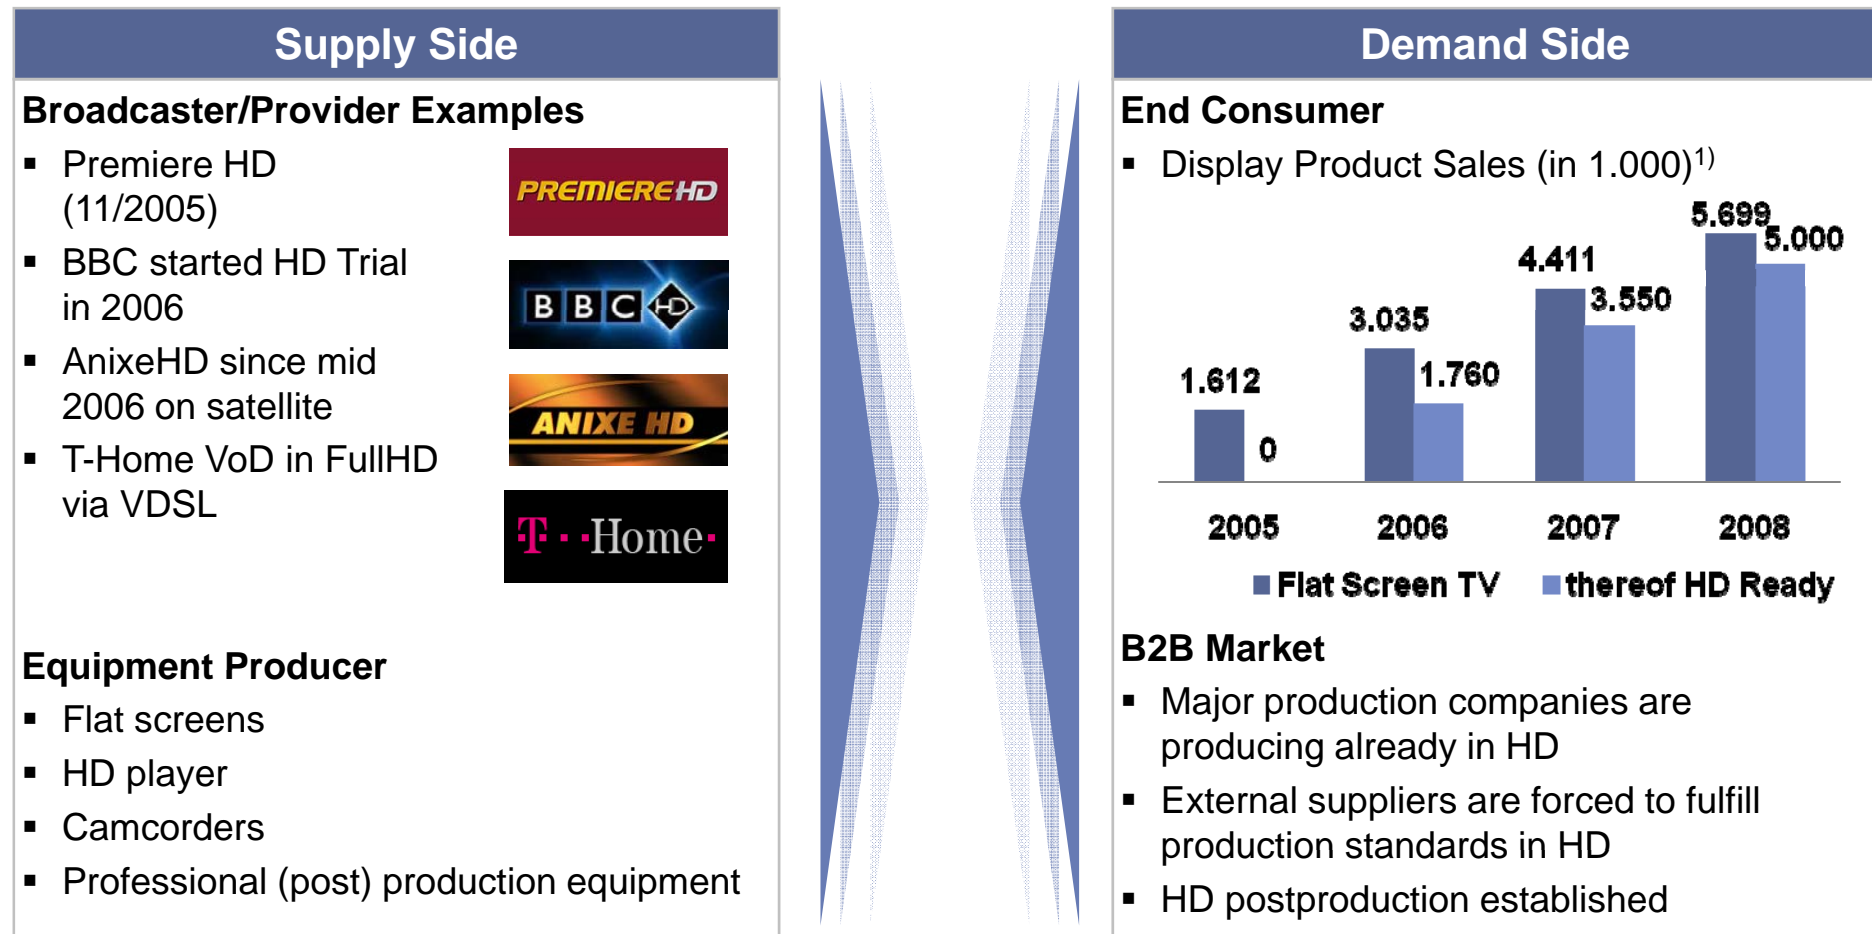 Supply Side
Broadcaster/Provider Examples
▪ Premiere HD
(11/2005)
▪ BBC started HD Trial
in 2006
▪ AnixeHD since mid
2006 on satellite
▪ T-Home VoD in FullHD
via VDSL
PREMIERE HD
BBC HD
ANIXE HD
T··Home·
Equipment Producer
▪ Flat screens
▪ HD player
▪ Camcorders
▪ Professional (post) production equipment
Demand Side
End Consumer
▪ Display Product Sales (in 1.000)1)
1.612
0
3.035
1.760
4.411
3.550
5.699
5.000
2005 2006 2007 2008
Flat Screen TV thereof HD Ready
B2B Market
▪ Major production companies are
producing already in HD
▪ External suppliers are forced to fulfill
production standards in HD
▪ HD postproduction established